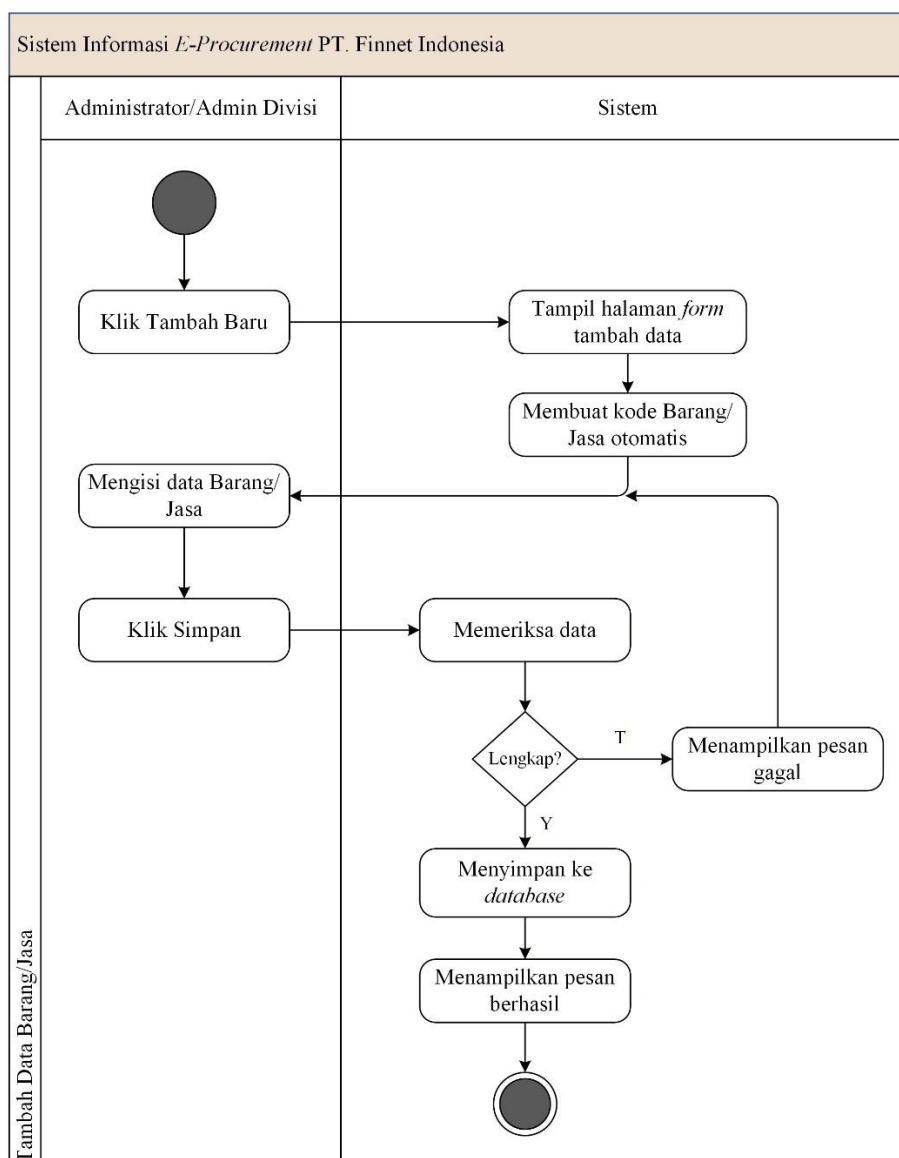 Sistem Informasi E-Procurement PT. Finnet Indonesia
Administrator/Admin Divisi
Sistem
Klik Tambah Baru
Tampil halaman form
tambah data
Membuat kode Barang/
Jasa otomatis
Mengisi data Barang/
Jasa
Klik Simpan
Memeriksa data
Lengkap?
T
Menampilkan pesan
gagal
Y
Menyimpan ke
database
Menampilkan pesan
berhasil
Tambah Data Barang/Jasa